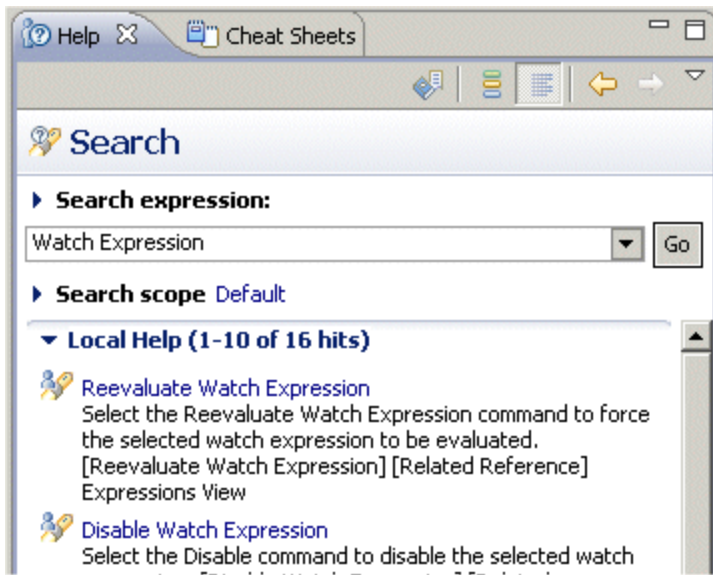 Help Cheat Sheets
Search
Search expression:
Watch Expression Go
Search scope Default
Local Help (1-10 of 16 hits)
Reevaluate Watch Expression
Select the Reevaluate Watch Expression command to force
the selected watch expression to be evaluated.
[Reevaluate Watch Expression] [Related Reference]
Expressions View
Disable Watch Expression
Select the Disable command to disable the selected watch